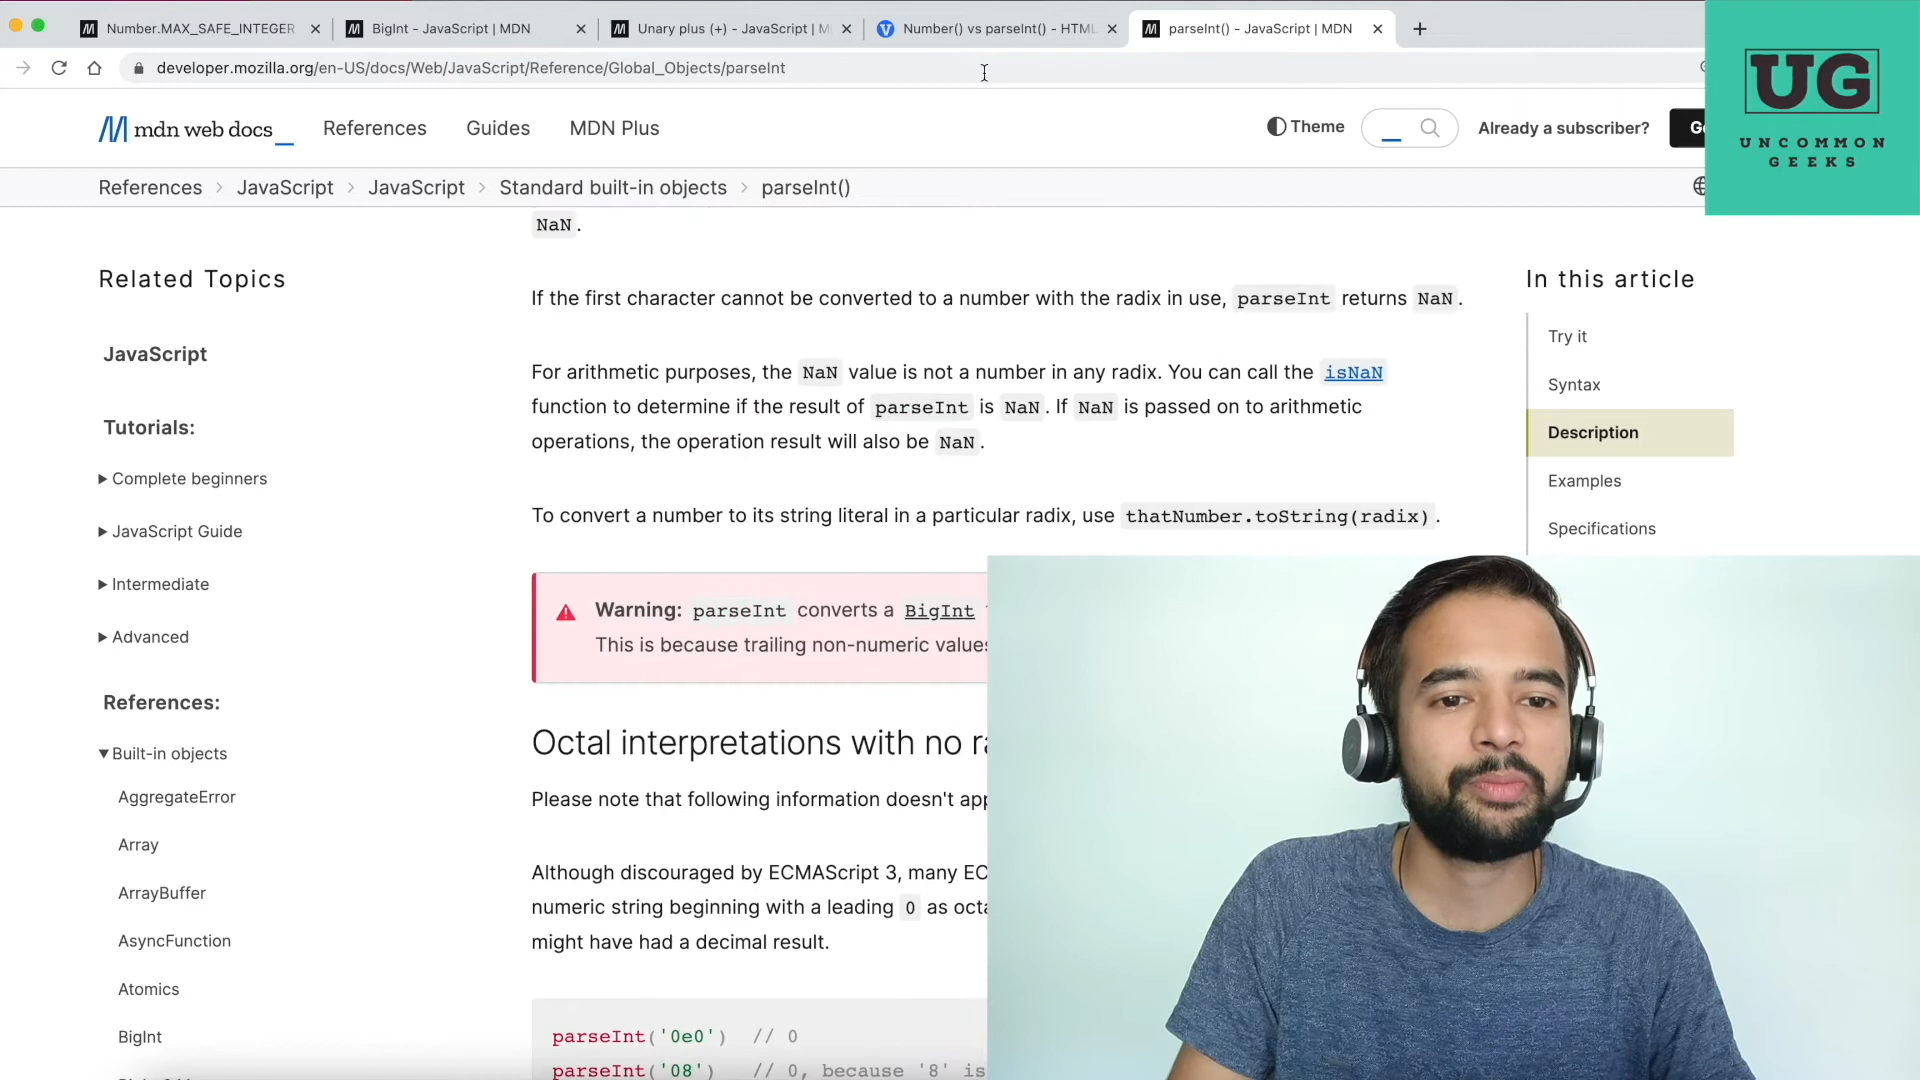 Number.MAX_SAFE_INTEGER
BigInt - JavaScript | MDN
Unary plus (+) - JavaScript | M
Number() vs parseInt() - HTML
parseInt() - JavaScript | MDN
developer.mozilla.org/en-US/docs/Web/JavaScript/Reference/Global_Objects/parseInt
UG
UNCOMMON
GEEKS
mdn web docs
References
Guides
MDN Plus
Theme
Already a subscriber?
References > JavaScript > JavaScript > Standard built-in objects > parseInt()
Related Topics
JavaScript
Tutorials:
Complete beginners
JavaScript Guide
Intermediate
Advanced
References:
Built-in objects
AggregateError
Array
ArrayBuffer
AsyncFunction
Atomics
BigInt
NaN.
If the first character cannot be converted to a number with the radix in use, parseInt returns NaN.
For arithmetic purposes, the NaN value is not a number in any radix. You can call the isNaN
function to determine if the result of parseInt is NaN. If NaN is passed on to arithmetic
operations, the operation result will also be NaN.
To convert a number to its string literal in a particular radix, use thatNumber.toString(radix).
Warning: parseInt converts a BigInt
This is because trailing non-numeric values
Octal interpretations with no ra
Please note that following information doesn't app
Although discouraged by ECMAScript 3, many EC
numeric string beginning with a leading 0 as octa
might have had a decimal result.
parseInt('0e0') // 0
parseInt('08') // 0, because '8' is
In this article
Try it
Syntax
Description
Examples
Specifications